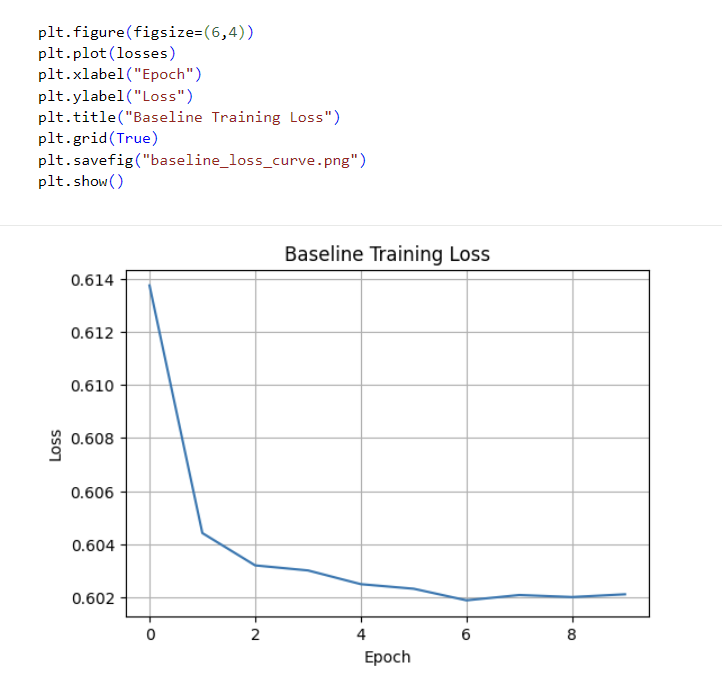 plt.figure(figsize=(6,4))
plt.plot(losses)
plt.xlabel("Epoch")
plt.ylabel("Loss")
plt.title("Baseline Training Loss")
plt.grid(True)
plt.savefig("baseline_loss_curve.png")
plt.show()
Baseline Training Loss
0.614
0.612
0.610
0.608
0.606
0.604
0.602
Loss
0 2 4 6 8
Epoch